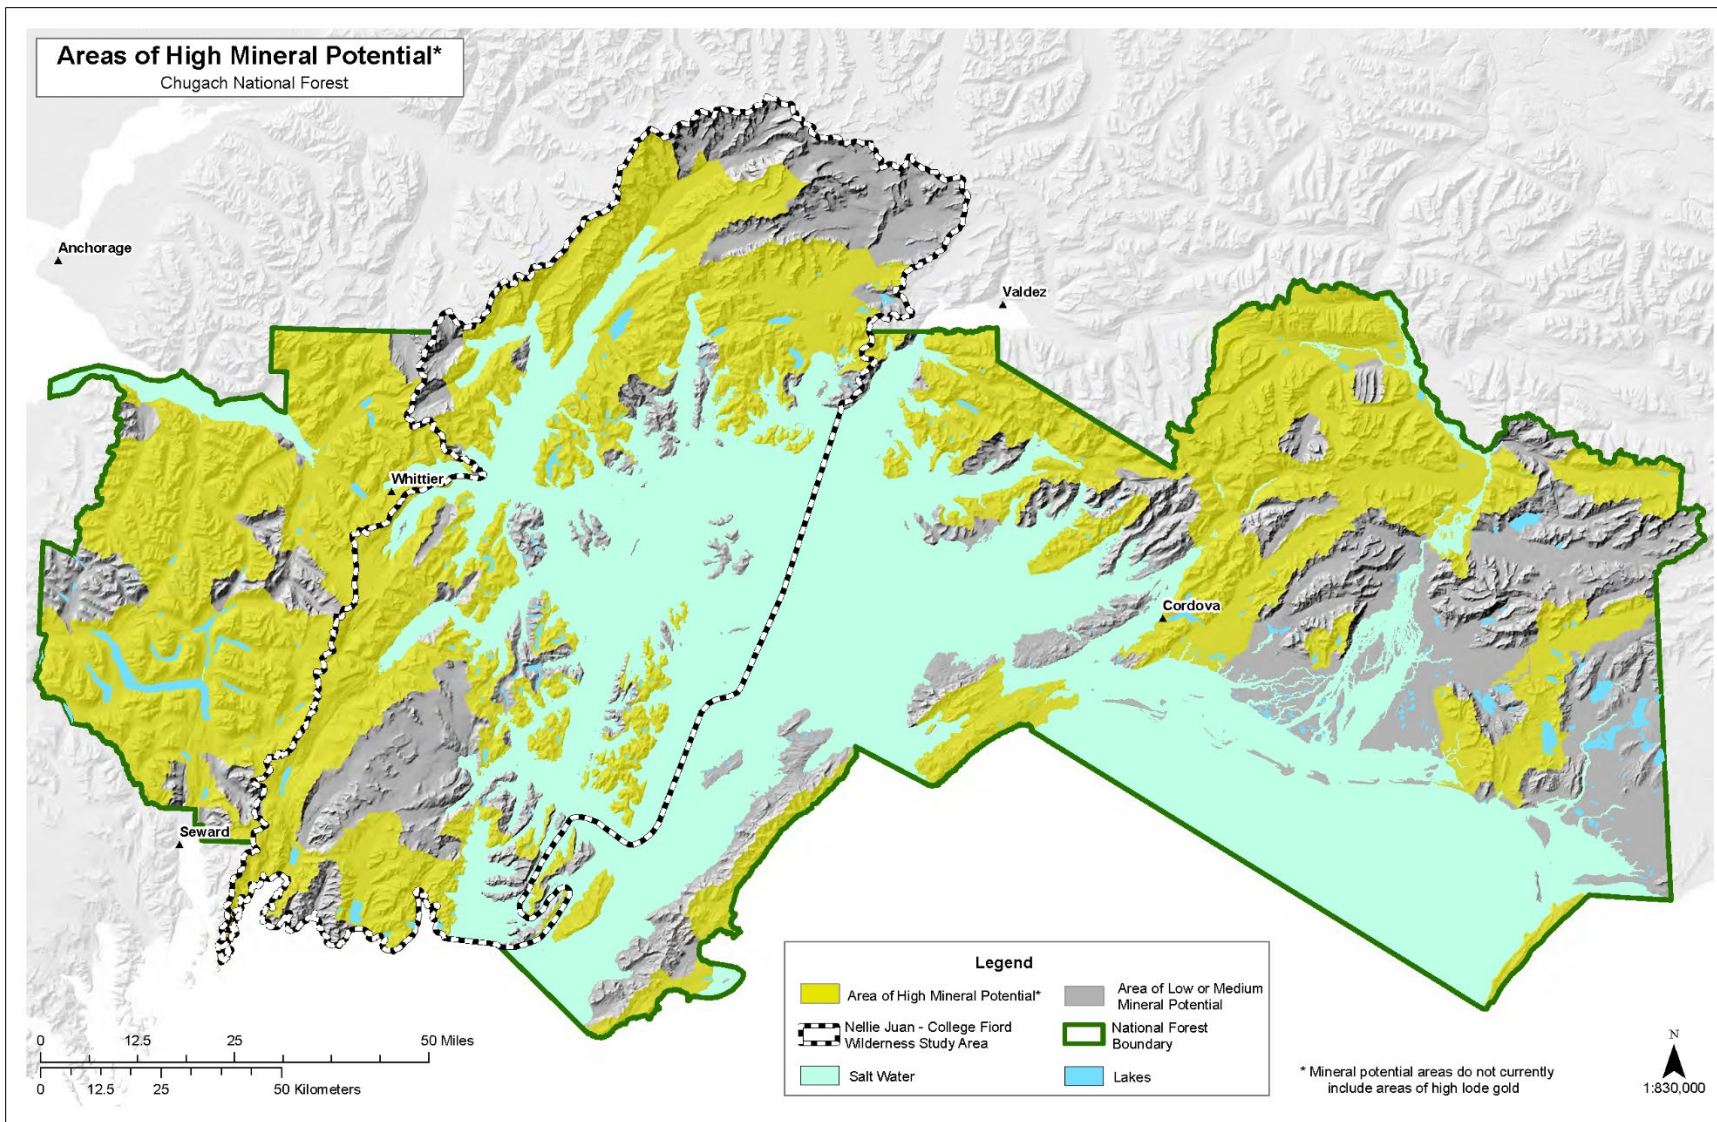 Areas of High Mineral Potential*
Chugach National Forest
Anchorage
Valdez
Whittier
Cordova
Seward
Legend
Area of High Mineral Potential*
Area of Low or Medium
Mineral Potential
Nellie Juan - College Fiord
Wilderness Study Area
National Forest
Boundary
Salt Water
Lakes
0 12.5 25 50 Miles
0 12.5 25 50 Kilometers
* Mineral potential areas do not currently
include areas of high lode gold
N
1:830,000